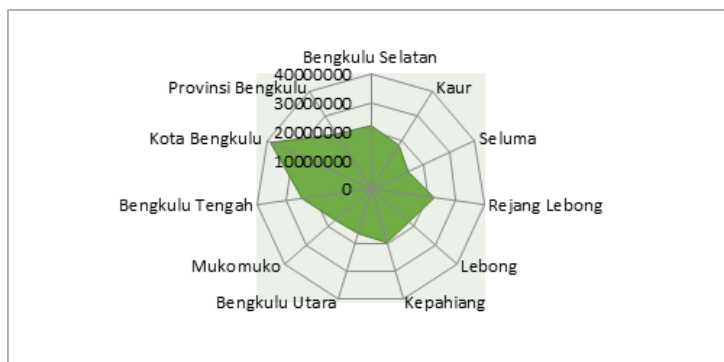 Bengkulu Selatan
40000000
Provinsi Bengkulu
Kaur
30000000
Kota Bengkulu
20000000
Seluma
10000000
0
Bengkulu Tengah
Rejang Lebong
Mukomuko
Lebong
Bengkulu Utara
Kepahiang